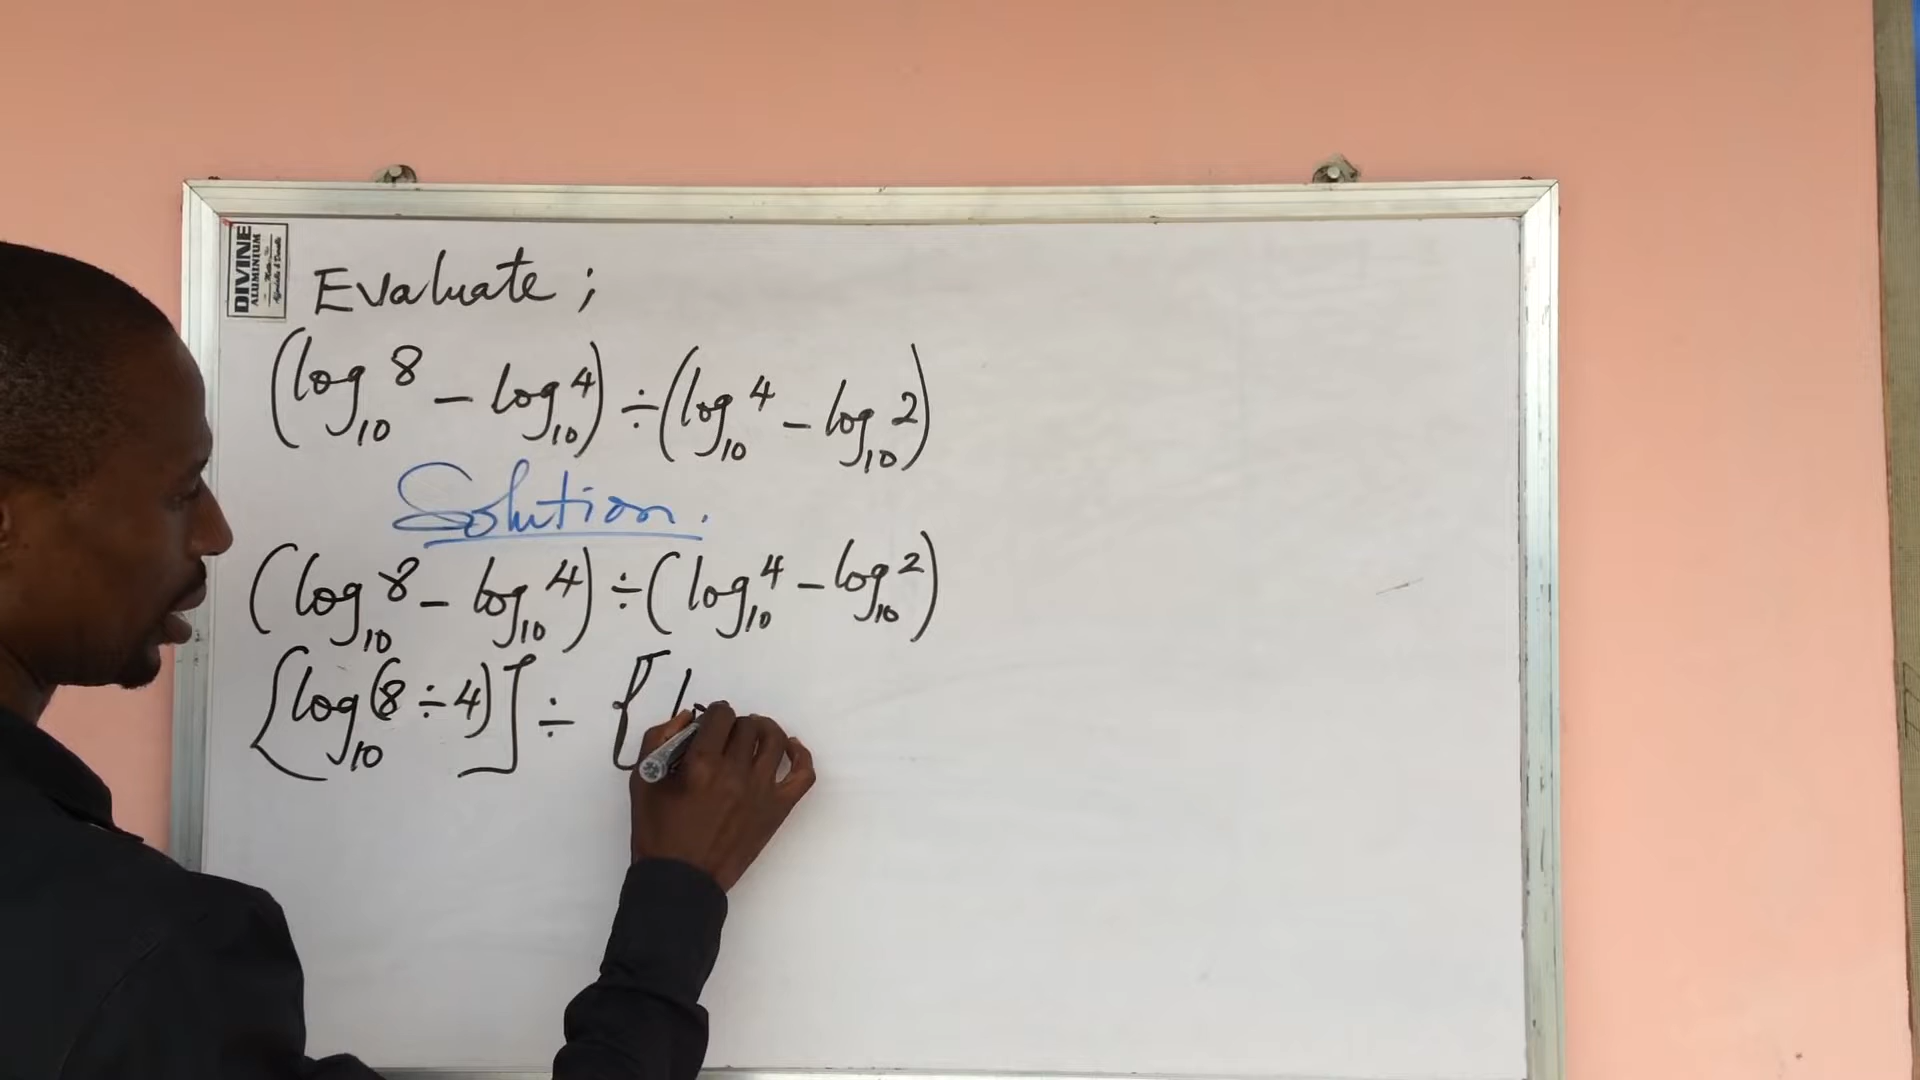 DIVINE
ALUMINIUM
Evaluate ;
(log₁₀8 − log₁₀4) ÷ (log₁₀4 − log₁₀2)
Solution.
(log₁₀8 − log₁₀4) ÷ (log₁₀4 − log₁₀2)
[log₁₀(8 ÷ 4)] ÷ [